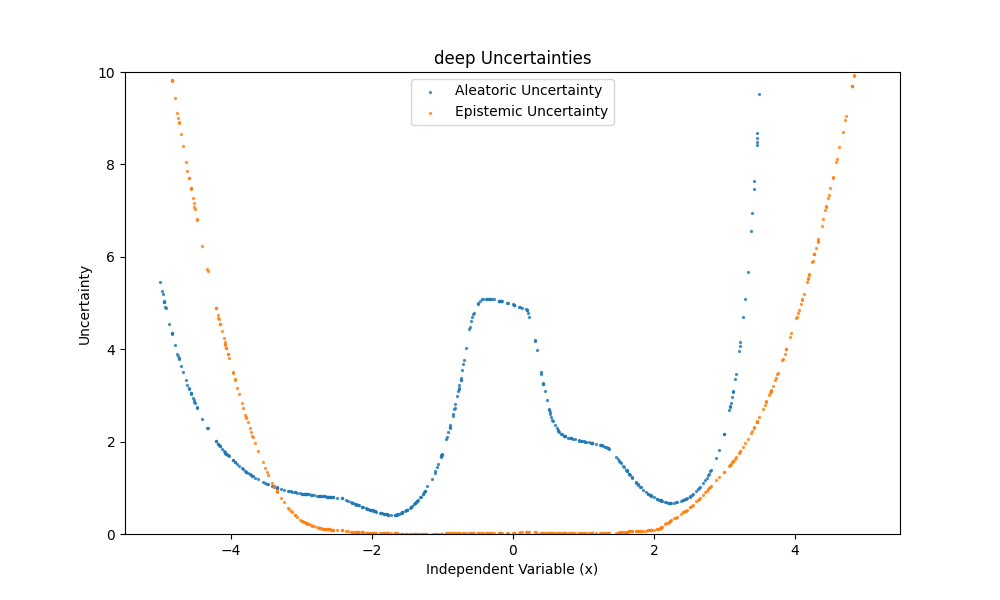 deep Uncertainties
Aleatoric Uncertainty
Epistemic Uncertainty
Uncertainty
10
8
6
4
2
0
−4
−2
0
2
4
Independent Variable (x)